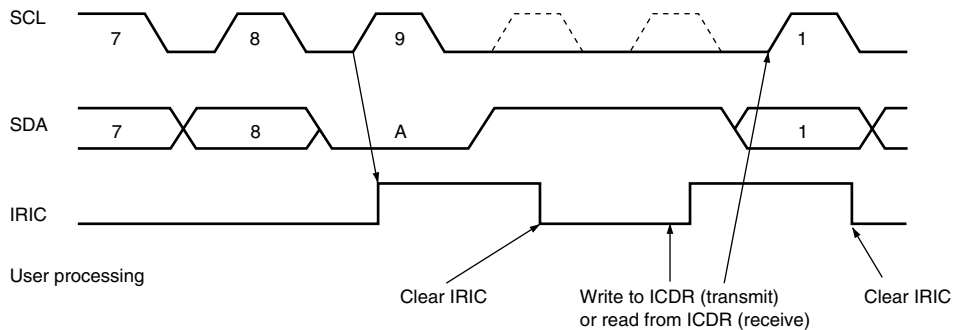 SCL
7 8 9 1
SDA
7 8 A 1
IRIC
User processing
Clear IRIC
Write to ICDR (transmit)
or read from ICDR (receive)
Clear IRIC